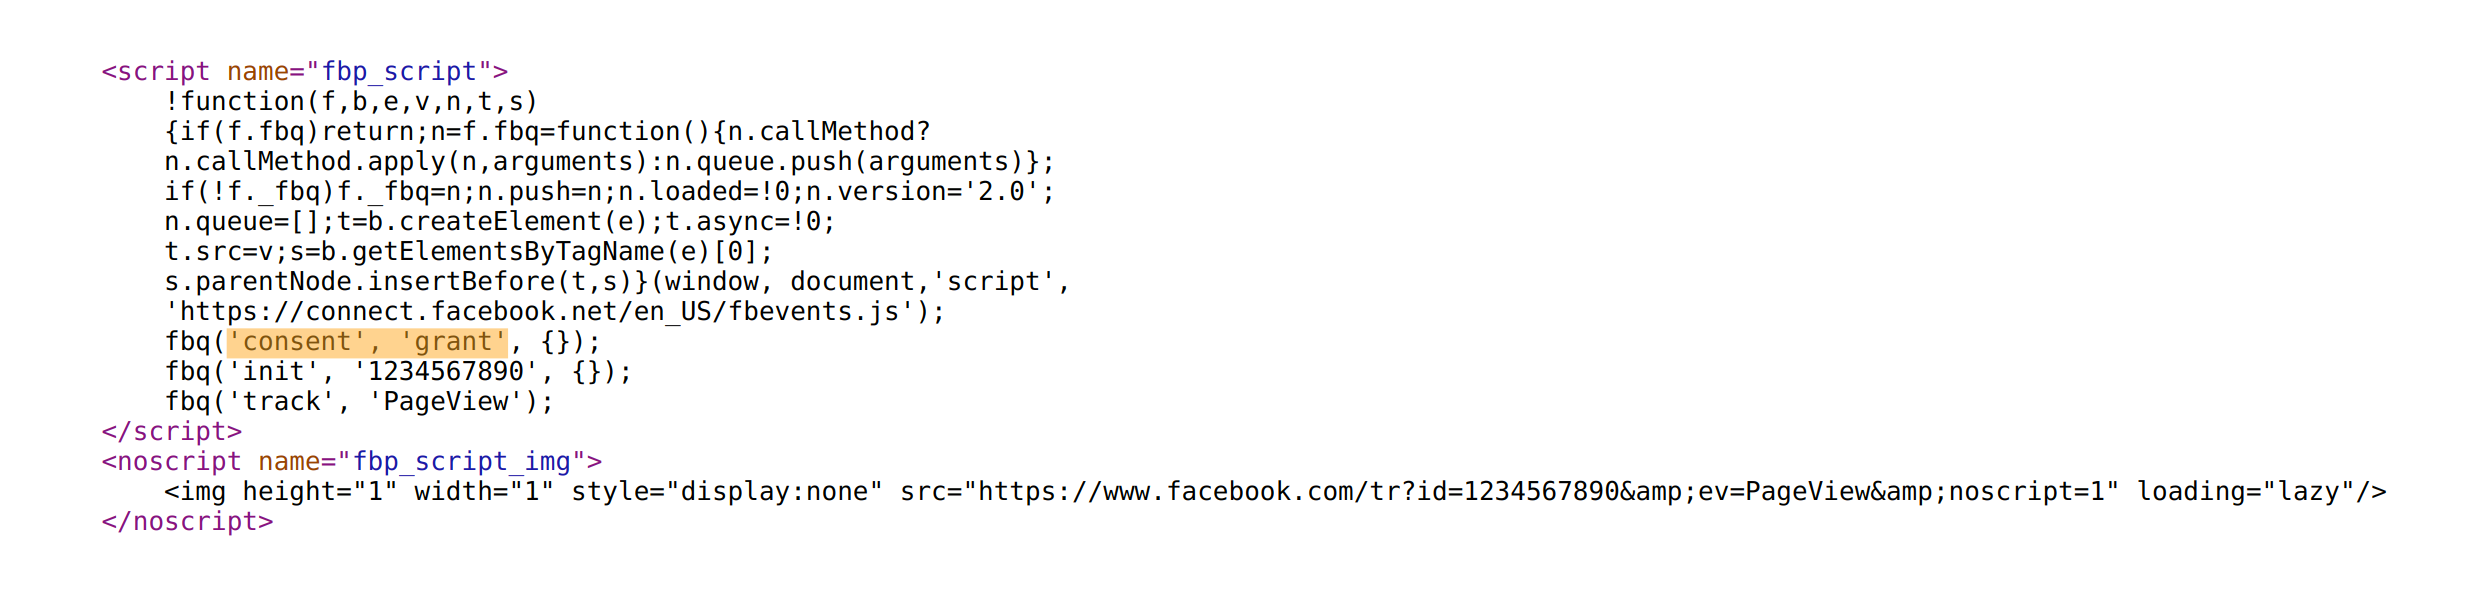 <script name="fbp_script">
!function(f,b,e,v,n,t,s)
{if(f.fbq)return;n=f.fbq=function(){n.callMethod?
n.callMethod.apply(n,arguments):n.queue.push(arguments)};
if(!f._fbq)f._fbq=n;n.push=n;n.loaded=!0;n.version='2.0';
n.queue=[];t=b.createElement(e);t.async=!0;
t.src=v;s=b.getElementsByTagName(e)[0];
s.parentNode.insertBefore(t,s)}(window, document,'script',
'https://connect.facebook.net/en_US/fbevents.js');
fbq('consent', 'grant', {});
fbq('init', '1234567890', {});
fbq('track', 'PageView');
</script>
<noscript name="fbp_script_img">
<img height="1" width="1" style="display:none" src="https://www.facebook.com/tr?id=1234567890&amp;ev=PageView&amp;noscript=1" loading="lazy"/>
</noscript>